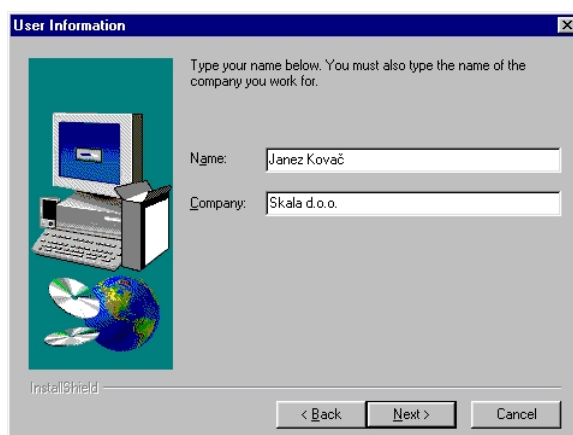 User Information
Type your name below. You must also type the name of the
company you work for.
Name: Janez Kovač
Company: Skala d.o.o.
InstallShield
< Back Next > Cancel